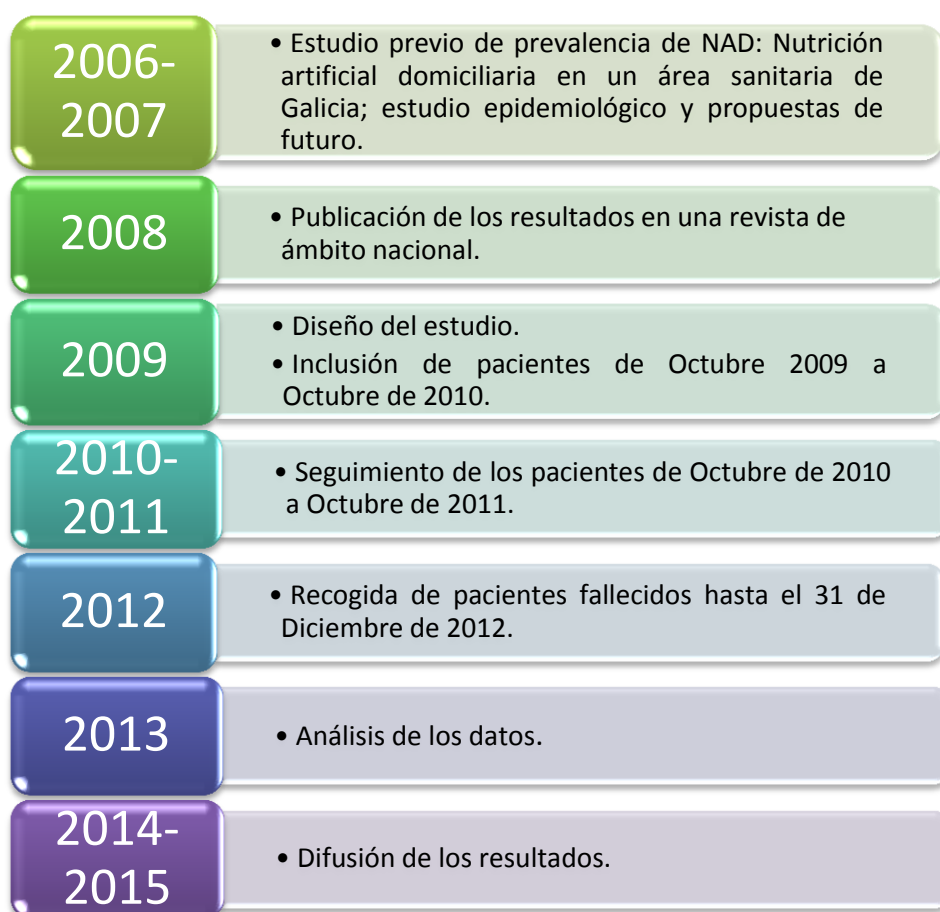 2006-
2007
• Estudio previo de prevalencia de NAD: Nutrición
artificial domiciliaria en un área sanitaria de
Galicia; estudio epidemiológico y propuestas de
futuro.
2008
• Publicación de los resultados en una revista de
ámbito nacional.
2009
• Diseño del estudio.
• Inclusión de pacientes de Octubre 2009 a
Octubre de 2010.
2010-
2011
• Seguimiento de los pacientes de Octubre de 2010
a Octubre de 2011.
2012
• Recogida de pacientes fallecidos hasta el 31 de
Diciembre de 2012.
2013
• Análisis de los datos.
2014-
2015
• Difusión de los resultados.